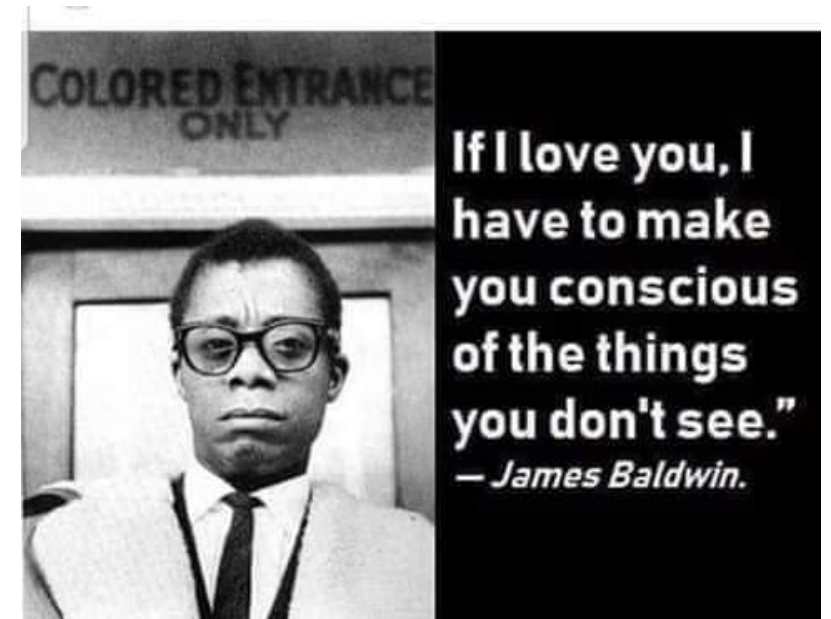 COLORED ENTRANCE
ONLY
If I love you, I
have to make
you conscious
of the things
you don't see.”
— James Baldwin.